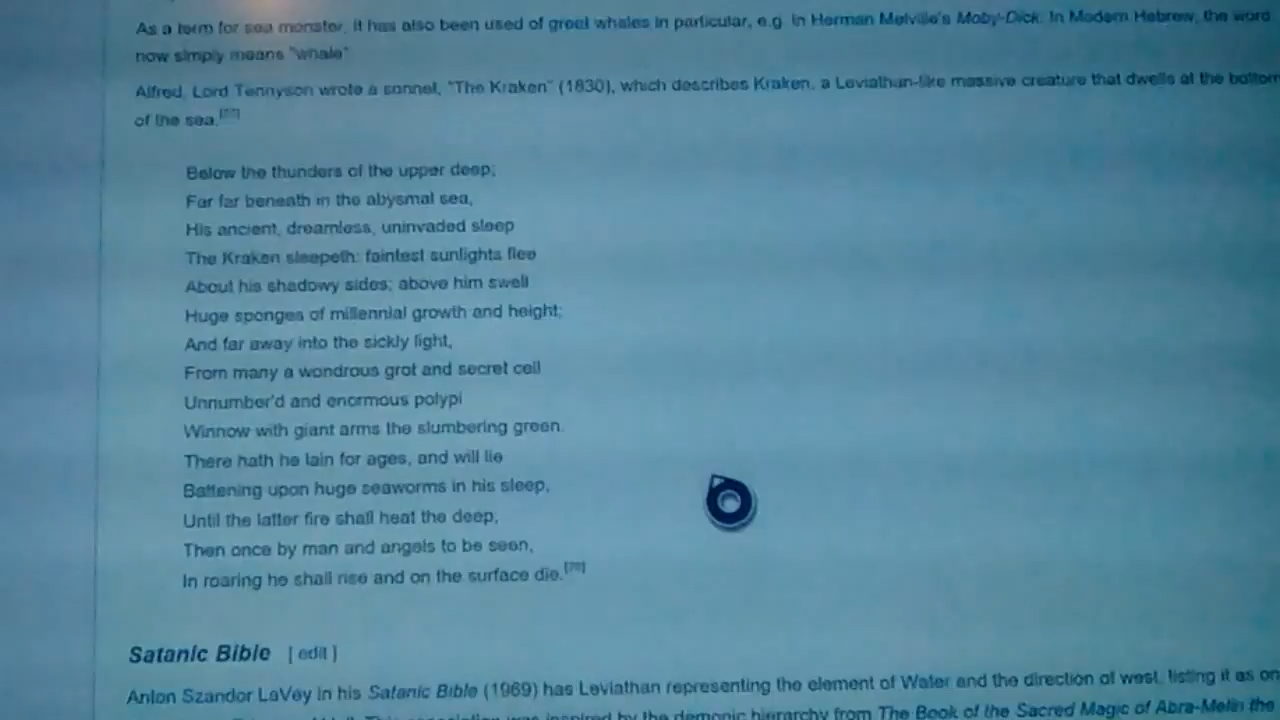 As a term for sea monster, it has also been used of great whales in particular, e.g. in Herman Melville's Moby-Dick. In Modern Hebrew, the word
now simply means "whale"
Alfred, Lord Tennyson wrote a sonnet, "The Kraken" (1830), which describes Kraken, a Leviathan-like massive creature that dwells at the bottom
of the sea.
Below the thunders of the upper deep;
Far far beneath in the abysmal sea,
His ancient, dreamless, uninvaded sleep
The Kraken sleepeth: faintest sunlights flee
About his shadowy sides; above him swell
Huge sponges of millennial growth and height;
And far away into the sickly light,
From many a wondrous grot and secret cell
Unnumber'd and enormous polypi
Winnow with giant arms the slumbering green.
There hath he lain for ages, and will lie
Battening upon huge seaworms in his sleep,
Until the latter fire shall heat the deep;
Then once by man and angels to be seen,
In roaring he shall rise and on the surface die.
Satanic Bible [ edit ]
Anton Szandor LaVey in his Satanic Bible (1969) has Leviathan representing the element of Water and the direction of west, listing it as
inspired by the demonic hierarchy from The Book of the Sacred Magic of Abra-Melin the